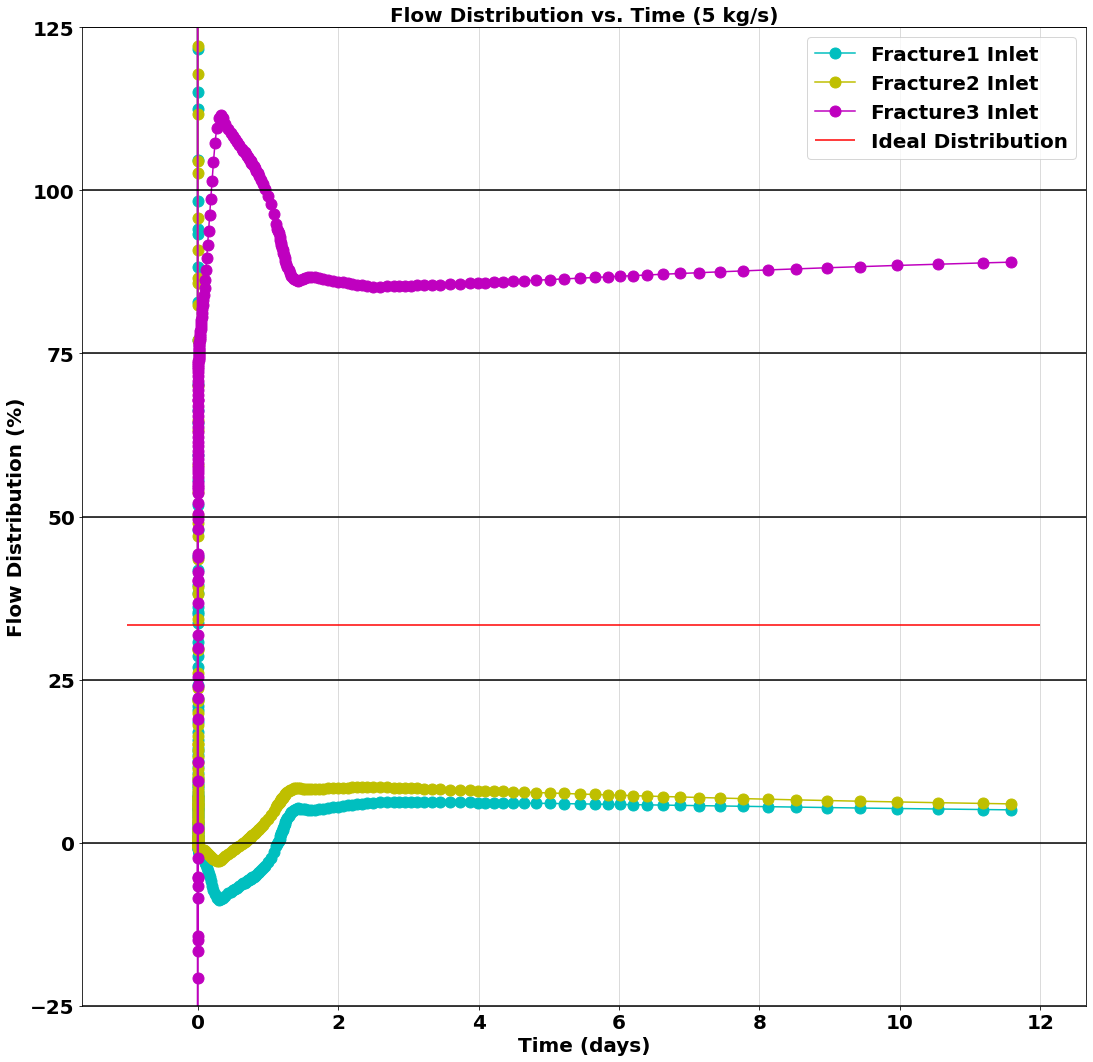 Flow Distribution vs. Time (5 kg/s)
Fracture1 Inlet
Fracture2 Inlet
Fracture3 Inlet
Ideal Distribution
Flow Distribution (%)
125
100
75
50
25
0
−25
0 2 4 6 8 10 12
Time (days)